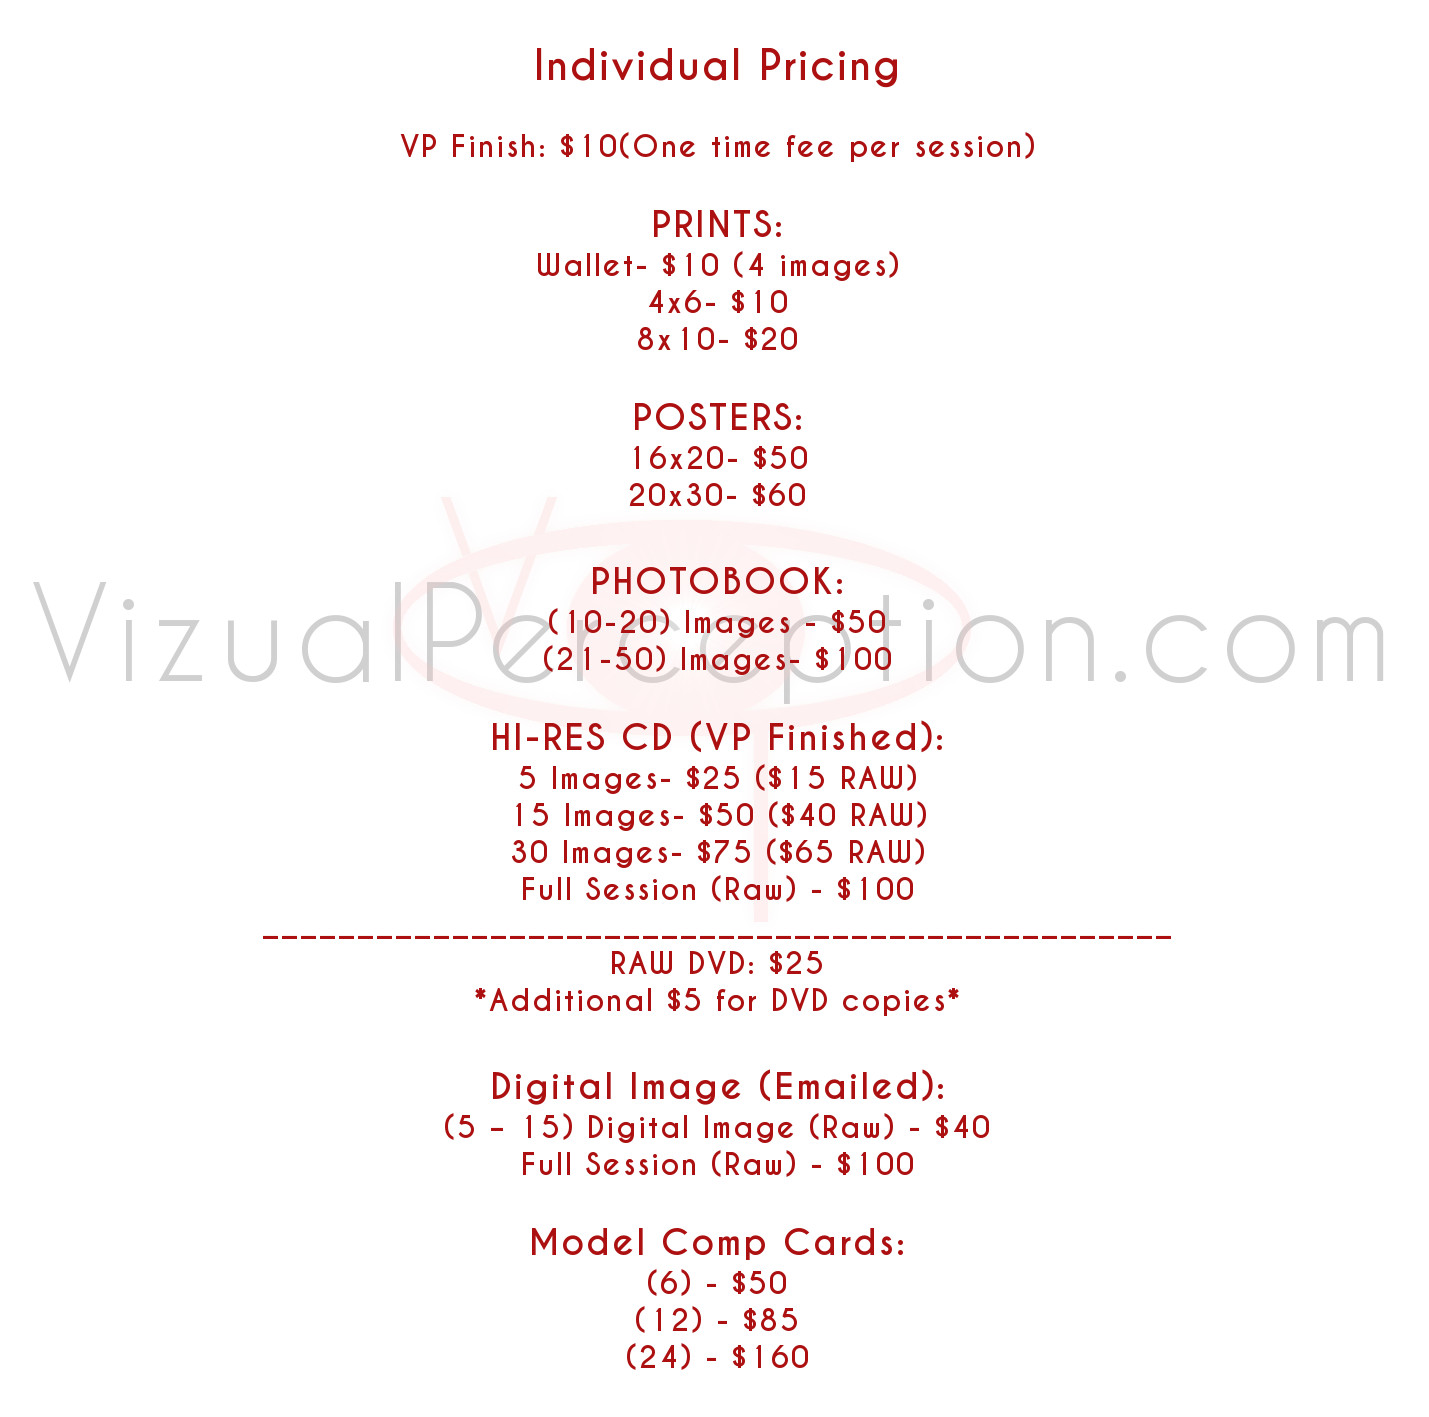 Individual Pricing
VP Finish: $10(One time fee per session)
PRINTS:
Wallet- $10 (4 images)
4x6- $10
8x10- $20
POSTERS:
16x20- $50
20x30- $60
PHOTOBOOK:
(10-20) Images - $50
VizualPerception.com
(21-50) Images- $100
HI-RES CD (VP Finished):
5 Images- $25 ($15 RAW)
15 Images- $50 ($40 RAW)
30 Images- $75 ($65 RAW)
Full Session (Raw) - $100
________________________________________________
RAW DVD: $25
*Additional $5 for DVD copies*
Digital Image (Emailed):
(5 – 15) Digital Image (Raw) - $40
Full Session (Raw) - $100
Model Comp Cards:
(6) - $50
(12) - $85
(24) - $160